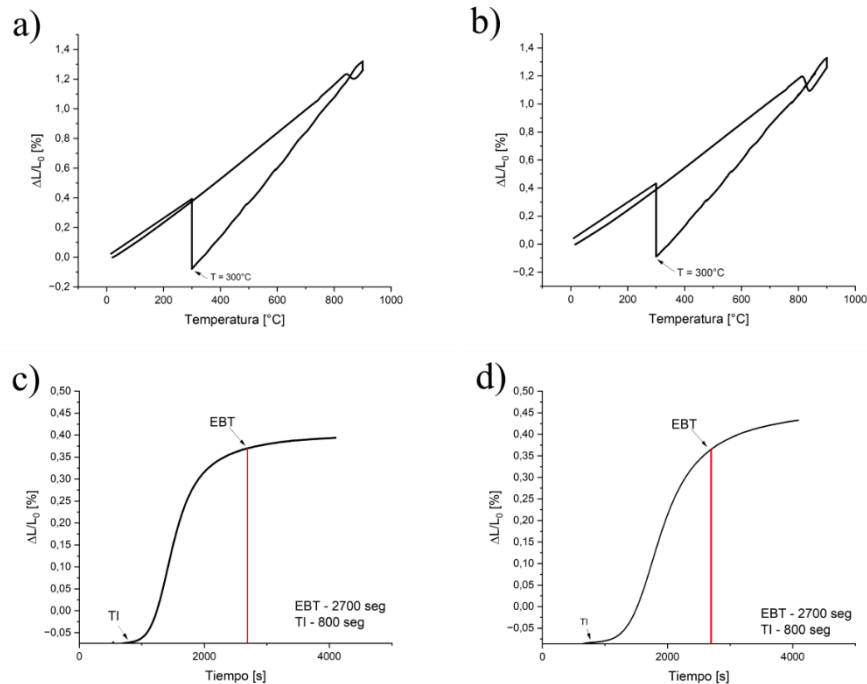 a)
1,4
1,2
1,0
0,8
0,6
0,4
0,2
0,0
−0,2
ΔL/L₀ [%]
T = 300°C
0
200
400
600
800
1000
Temperatura [°C]
b)
1,4
1,2
1,0
0,8
0,6
0,4
0,2
0,0
−0,2
ΔL/L₀ [%]
T = 300°C
0
200
400
600
800
1000
Temperatura [°C]
c)
0,50
0,45
0,40
0,35
0,30
0,25
0,20
0,15
0,10
0,05
0,00
−0,05
ΔL/L₀ [%]
EBT
TI
EBT - 2700 seg
TI - 800 seg
0
2000
4000
Tiempo [s]
d)
0,50
0,45
0,40
0,35
0,30
0,25
0,20
0,15
0,10
0,05
0,00
−0,05
ΔL/L₀ [%]
EBT
TI
EBT - 2700 seg
TI - 800 seg
0
2000
4000
Tiempo [s]